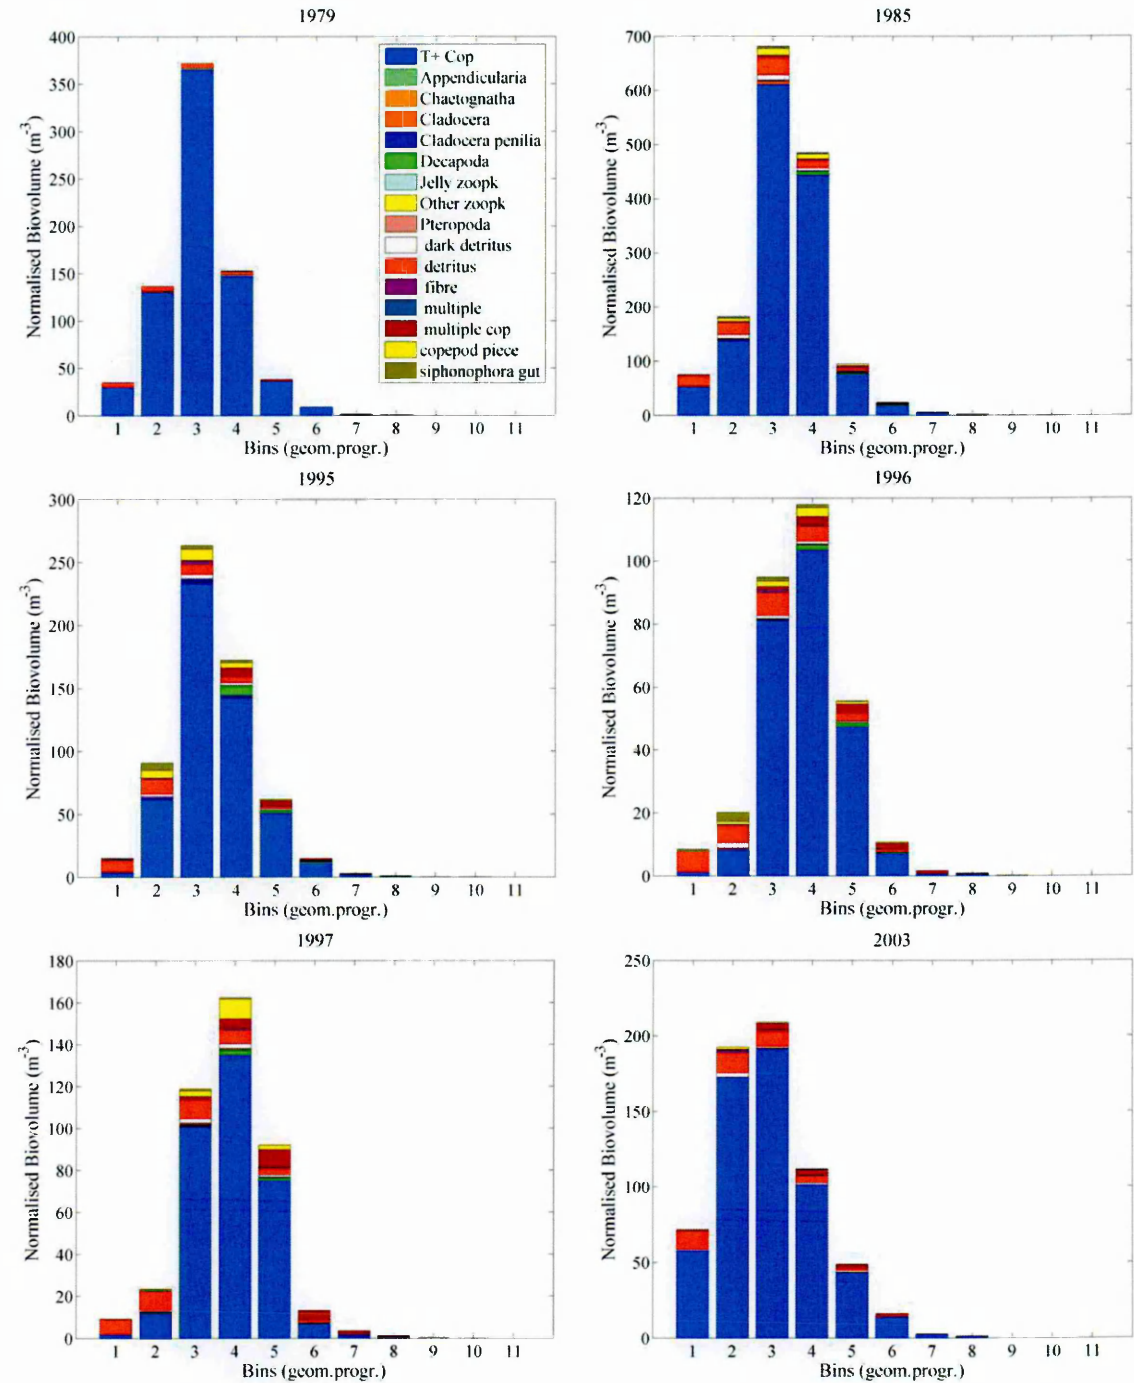 1979
400
350
300
250
200
150
100
50
0
Normalised Biovolume (m-3)
1 2 3 4 5 6 7 8 9 10 11
Bins (geom.progr.)
T+ Cop
Appendicularia
Chaetognatha
Cladocera
Cladocera penilia
Decapoda
Jelly zoopk
Other zoopk
Pteropoda
dark detritus
detritus
fibre
multiple
multiple cop
copepod piece
siphonophora gut
1985
700
600
500
400
300
200
100
0
Normalised Biovolume (m-3)
1 2 3 4 5 6 7 8 9 10 11
Bins (geom.progr.)
1995
300
250
200
150
100
50
0
Normalised Biovolume (m-3)
1 2 3 4 5 6 7 8 9 10 11
Bins (geom.progr.)
1996
120
100
80
60
40
20
0
Normalised Biovolume (m-3)
1 2 3 4 5 6 7 8 9 10 11
Bins (geom.progr.)
1997
180
160
140
120
100
80
60
40
20
0
Normalised Biovolume (m-3)
1 2 3 4 5 6 7 8 9 10 11
Bins (geom.progr.)
2003
250
200
150
100
50
0
Normalised Biovolume (m-3)
1 2 3 4 5 6 7 8 9 10 11
Bins (geom.progr.)